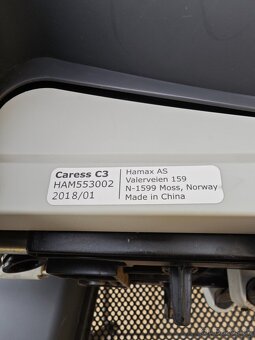 Caress C3
HAM553002
2018/01
Hamax AS
Valerveien 159
N-1599 Moss, Norway
Made in China